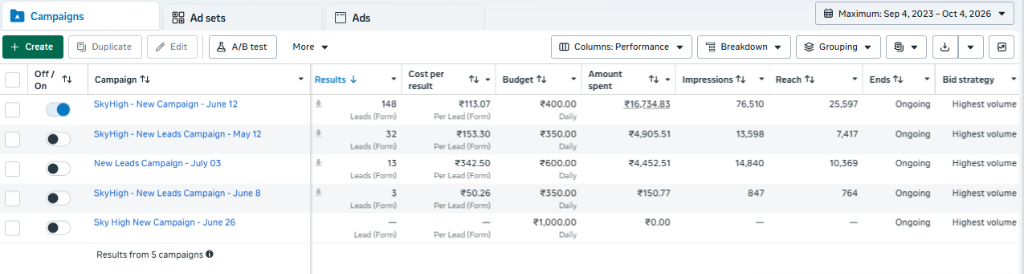 Campaigns Ad sets Ads Maximum: Sep 4, 2023 – Oct 4, 2026
+ Create Duplicate Edit A/B test More Columns: Performance Breakdown Grouping
Off / On Campaign Results Cost per result Budget Amount spent Impressions Reach Ends Bid strategy
SkyHigh - New Campaign - June 12 148 ₹113.07 ₹400.00 ₹16,734.83 76,510 25,597 Ongoing Highest volume
Leads (Form) Per Lead (Form) Daily
SkyHigh - New Leads Campaign - May 12 32 ₹153.30 ₹350.00 ₹4,905.51 13,598 7,417 Ongoing Highest volume
Leads (Form) Per Lead (Form) Daily
New Leads Campaign - July 03 13 ₹342.50 ₹600.00 ₹4,452.51 14,840 10,369 Ongoing Highest volume
Leads (Form) Per Lead (Form) Daily
SkyHigh - New Leads Campaign - June 8 3 ₹50.26 ₹350.00 ₹150.77 847 764 Ongoing Highest volume
Leads (Form) Per Lead (Form) Daily
Sky High New Campaign - June 26 — — ₹1,000.00 ₹0.00 — — Ongoing Highest volume
Lead (Form) Per Lead (Form) Daily
Results from 5 campaigns